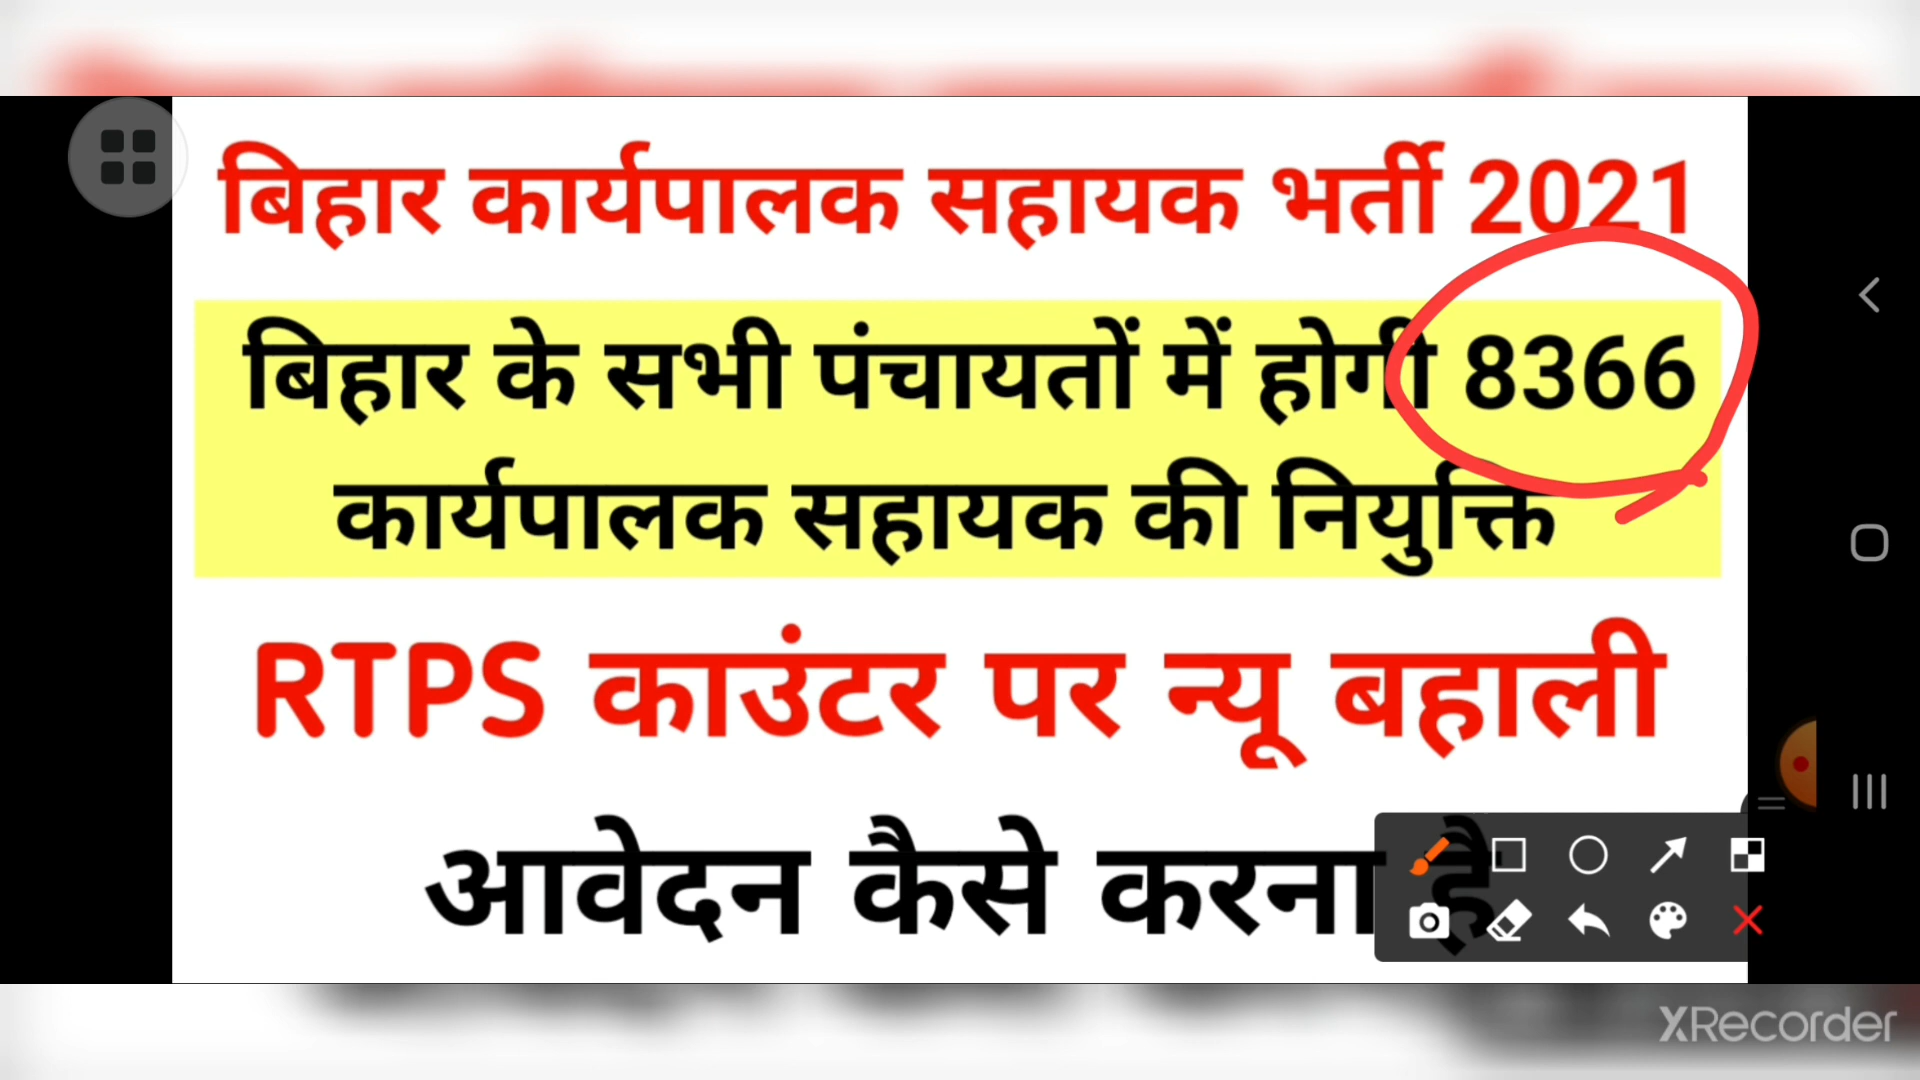 बिहार कार्यपालक सहायक भर्ती 2021
बिहार के सभी पंचायतों में होगी 8366
कार्यपालक सहायक की नियुक्ति
RTPS काउंटर पर न्यू बहाली
आवेदन कैसे करना है
XRecorder